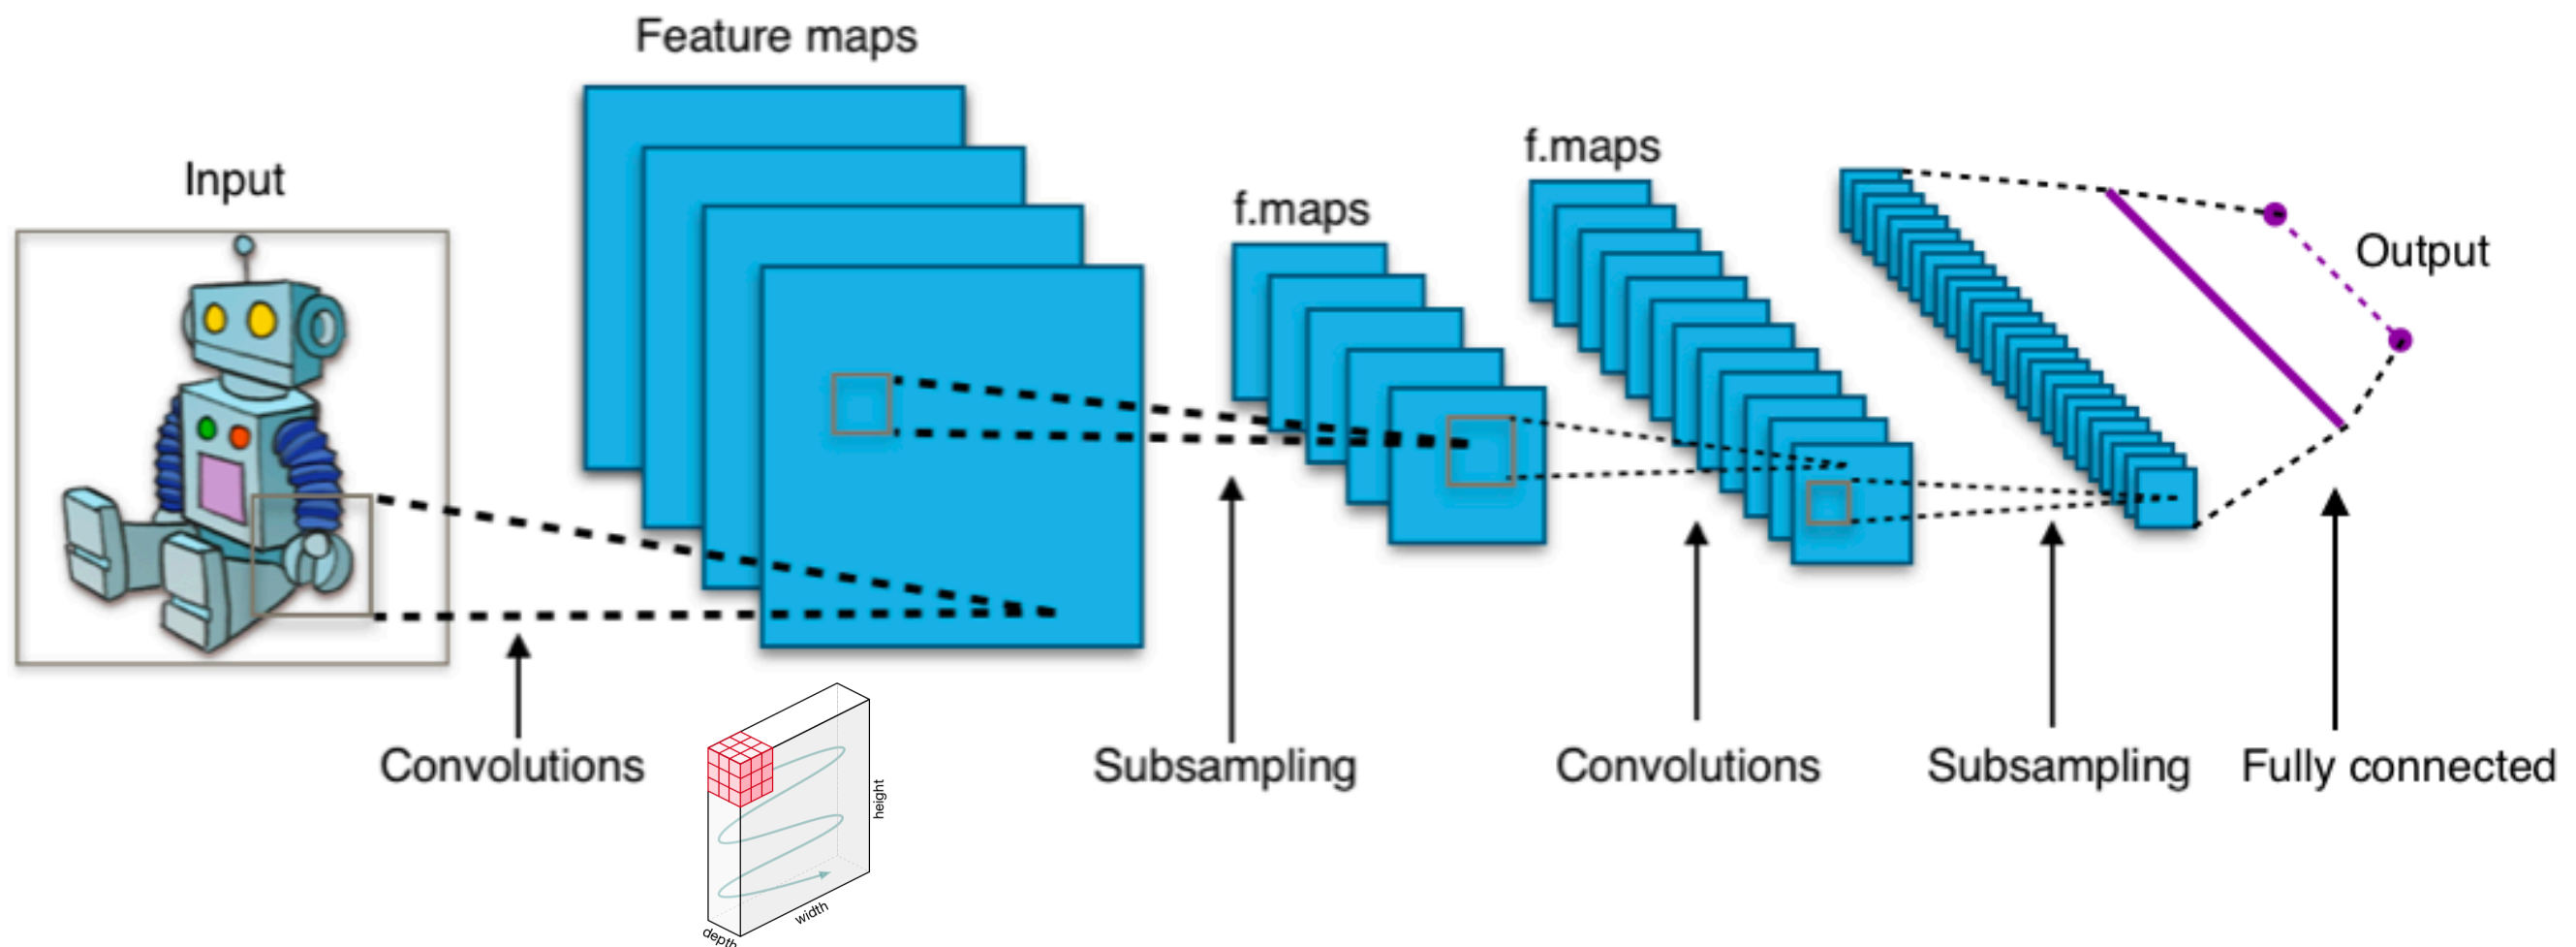 Feature maps
Input
f.maps
f.maps
Output
Convolutions
Subsampling
Convolutions
Subsampling
Fully connected
height
width
depth